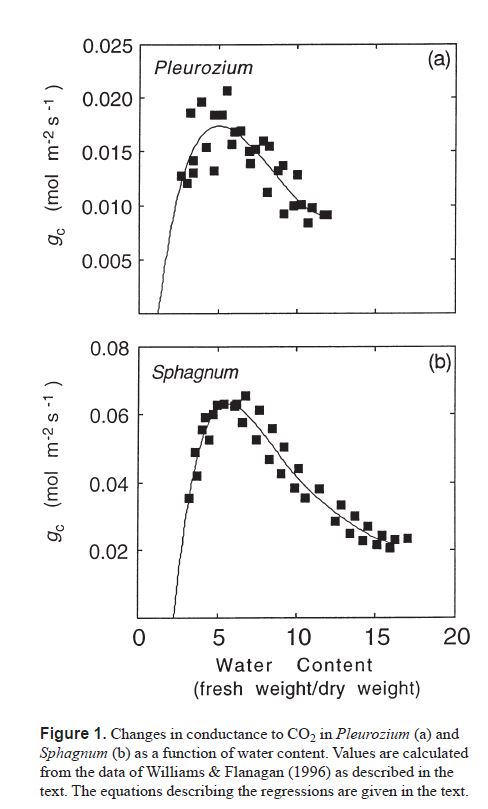 0.025
(a)
Pleurozium
0.020
0.015
0.010
0.005
g_c (mol m-2 s-1)
0.08
(b)
Sphagnum
0.06
0.04
0.02
g_c (mol m-2 s-1)
0 5 10 15 20
Water Content
(fresh weight/dry weight)
Figure 1. Changes in conductance to CO2 in Pleurozium (a) and
Sphagnum (b) as a function of water content. Values are calculated
from the data of Williams & Flanagan (1996) as described in the
text. The equations describing the regressions are given in the text.